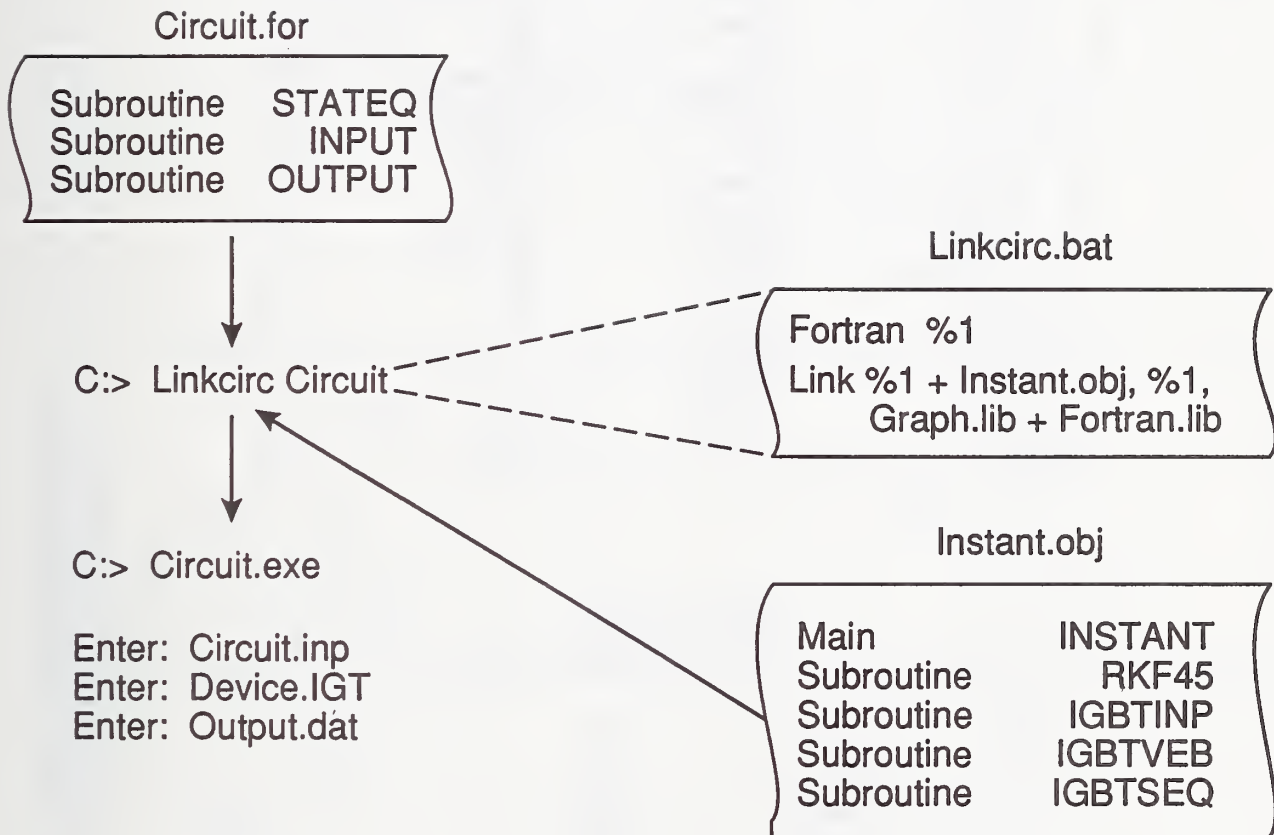 Circuit.for
Subroutine STATEQ
Subroutine INPUT
Subroutine OUTPUT
C:> Linkcirc Circuit
C:> Circuit.exe
Enter: Circuit.inp
Enter: Device.IGT
Enter: Output.dat
Linkcirc.bat
Fortran %1
Link %1 + Instant.obj, %1,
Graph.lib + Fortran.lib
Instant.obj
Main INSTANT
Subroutine RKF45
Subroutine IGBTINP
Subroutine IGBTVEB
Subroutine IGBTSEQ